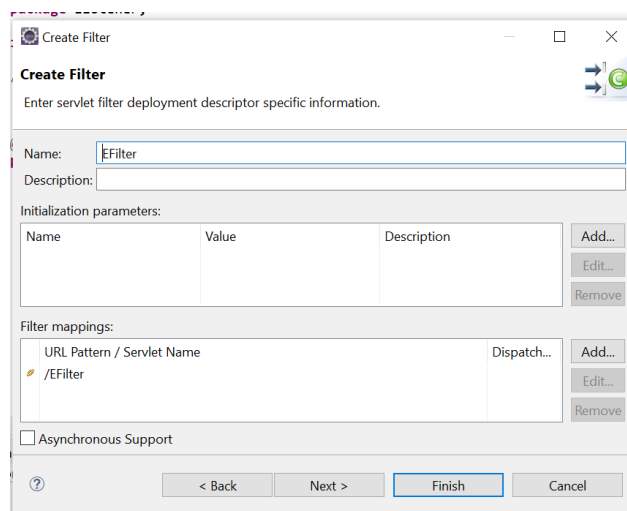 Create Filter
Create Filter
Enter servlet filter deployment descriptor specific information.
Name: EFilter
Description:
Initialization parameters:
Name Value Description
Add...
Edit...
Remove
Filter mappings:
URL Pattern / Servlet Name Dispatch...
Add...
/EFilter
Edit...
Remove
Asynchronous Support
< Back Next > Finish Cancel